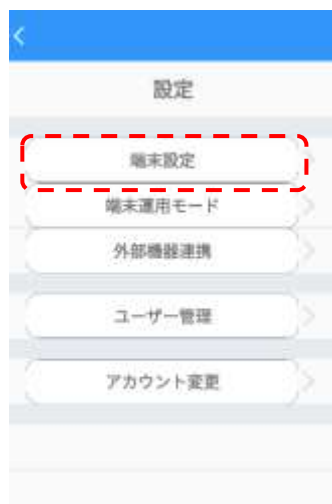 設定
端末設定
端末運用モード
外部機器連携
ユーザー管理
アカウント変更